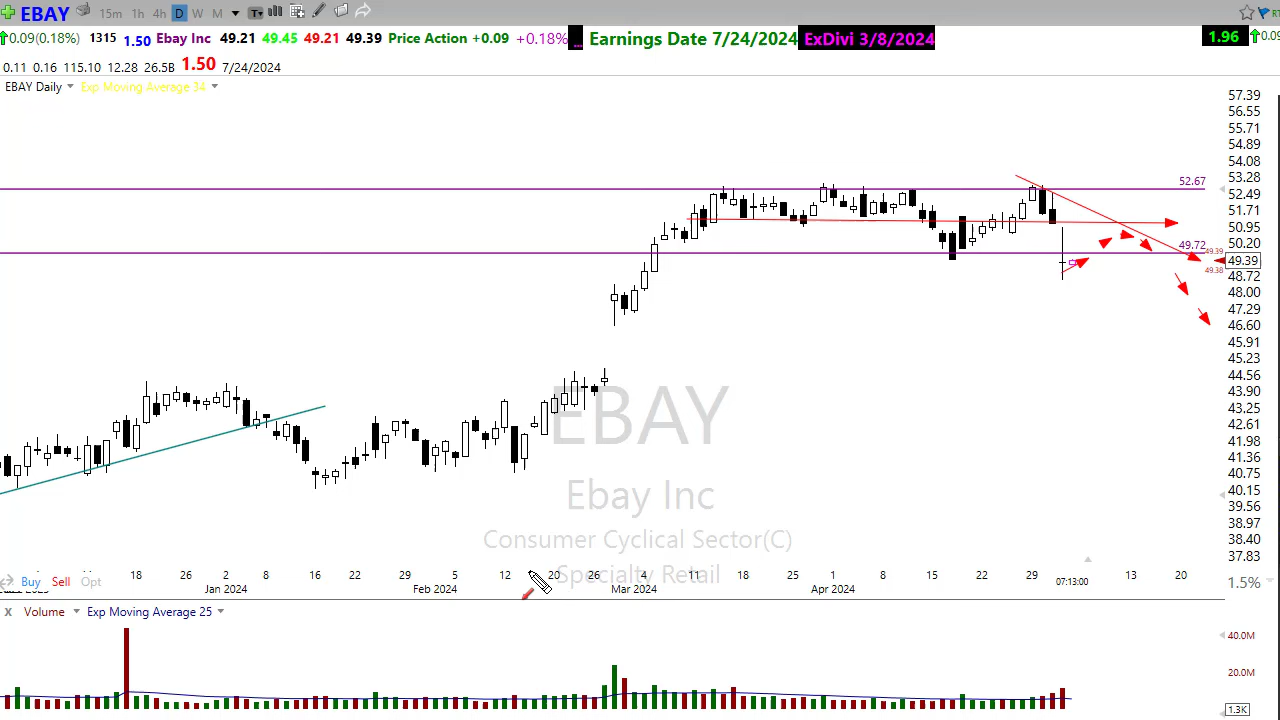 EBAY 15m 1h 4h D W M T
0.09(0.18%) 1315 1.50 Ebay Inc 49.21 49.45 49.21 49.39 Price Action +0.09 +0.18% ... Earnings Date 7/24/2024 ExDivi 3/8/2024 1.96
0.11 0.16 115.10 12.28 26.5B 1.50 7/24/2024
EBAY Daily Exp Moving Average 34
57.39
56.55
55.71
54.89
54.08
53.28
52.67
52.49
51.71
50.95
50.20
49.72
49.39
49.39
49.38
48.72
48.00
47.29
46.60
45.91
45.23
44.56
43.90
43.25
42.61
41.98
41.36
40.75
40.15
39.56
38.97
38.40
37.83
EBAY
Ebay Inc
Consumer Cyclical Sector(C)
Specialty Retail
18 26 2 8 16 22 29 5 12 20 26 4 11 18 25 1 8 15 22 29 07:13:00 13 20
Buy Sell Opt 1.5%
Jan 2024 Feb 2024 Mar 2024 Apr 2024
x Volume Exp Moving Average 25
40.0M
20.0M
1.3K